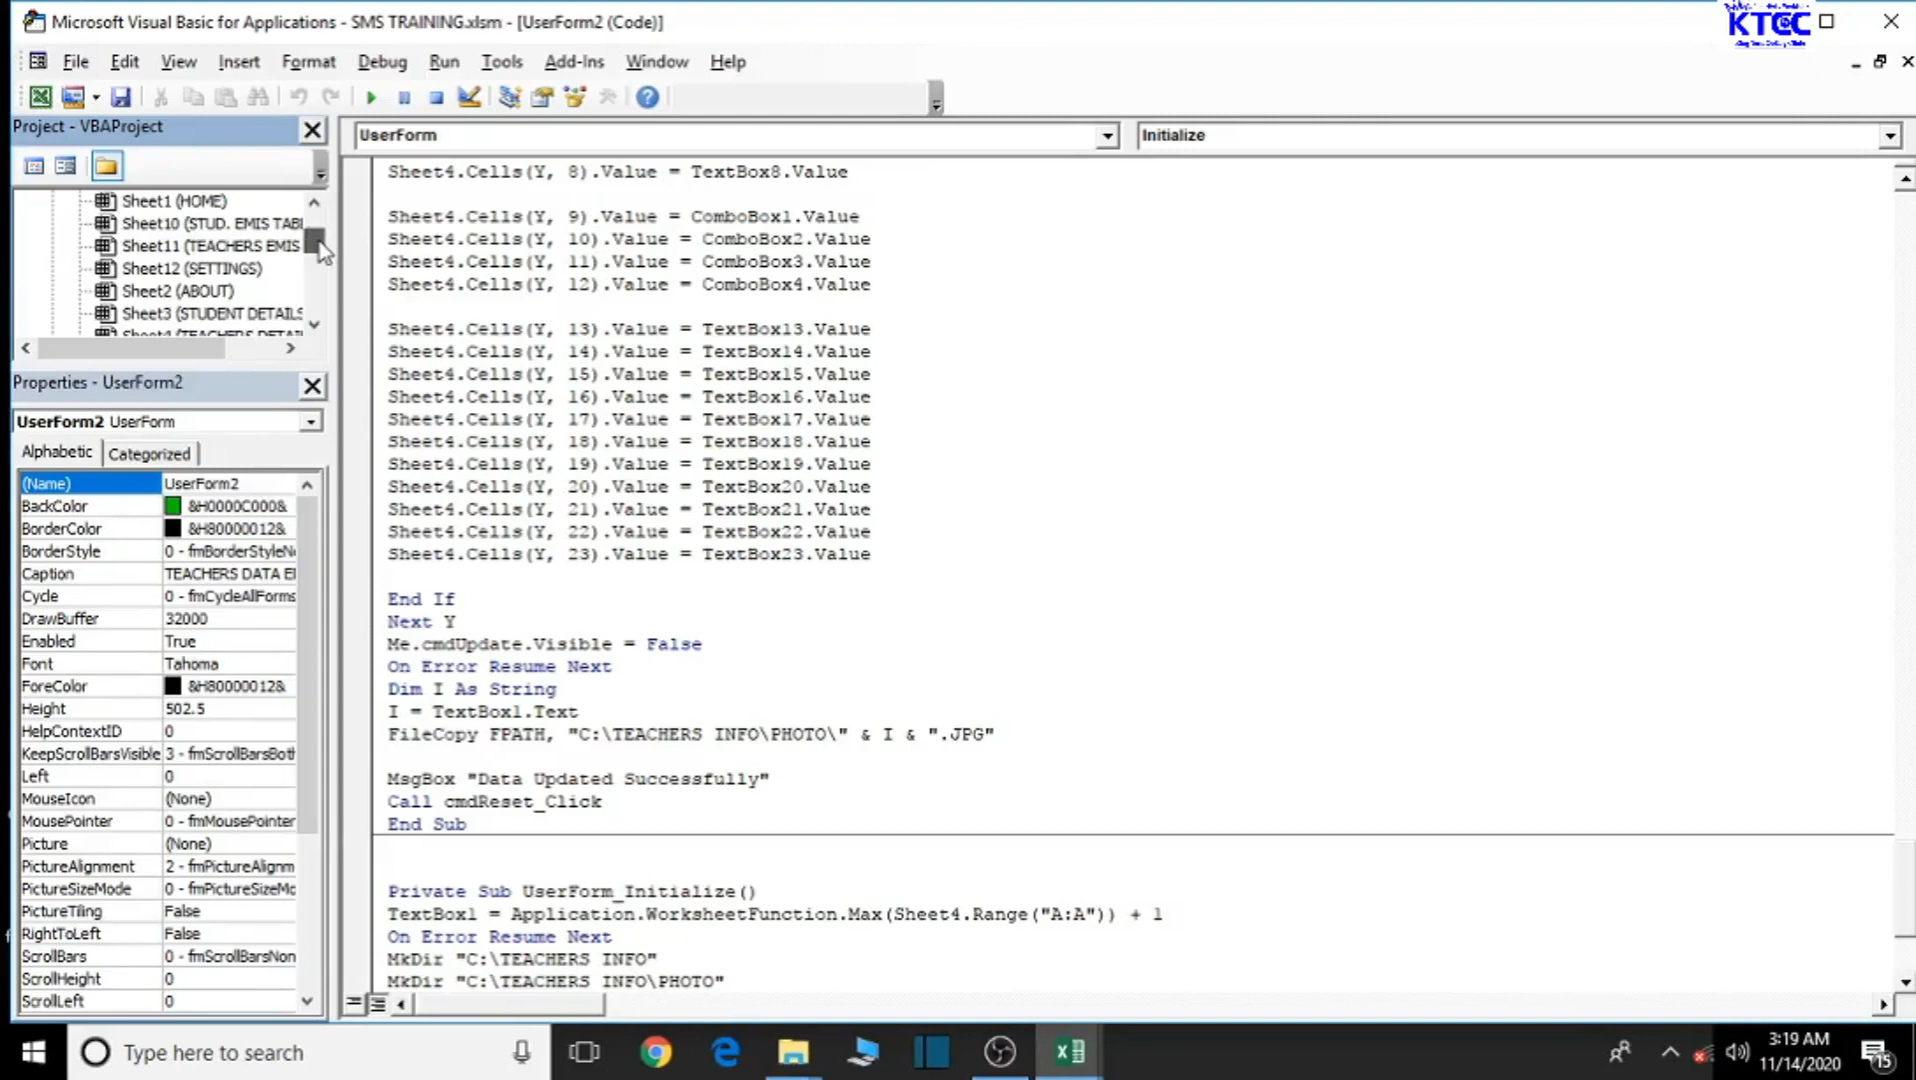 Microsoft Visual Basic for Applications - SMS TRAINING.xlsm - [UserForm2 (Code)]
KTCC
File Edit View Insert Format Debug Run Tools Add-Ins Window Help
Project - VBAProject
UserForm
Initialize
Sheet1 (HOME)
Sheet10 (STUD. EMIS TABL
Sheet11 (TEACHERS EMIS
Sheet12 (SETTINGS)
Sheet2 (ABOUT)
Sheet3 (STUDENT DETAILS
Sheet4 (TEACHERS DETAI
Properties - UserForm2
UserForm2 UserForm
Alphabetic Categorized
(Name) UserForm2
BackColor &H0000C000&
BorderColor &H80000012&
BorderStyle 0 - fmBorderStyleNo
Caption TEACHERS DATA E
Cycle 0 - fmCycleAllForms
DrawBuffer 32000
Enabled True
Font Tahoma
ForeColor &H80000012&
Height 502.5
HelpContextID 0
KeepScrollBarsVisible 3 - fmScrollBarsBoth
Left 0
MouseIcon (None)
MousePointer 0 - fmMousePointer
Picture (None)
PictureAlignment 2 - fmPictureAlignm
PictureSizeMode 0 - fmPictureSizeMo
PictureTiling False
RightToLeft False
ScrollBars 0 - fmScrollBarsNon
ScrollHeight 0
ScrollLeft 0
Sheet4.Cells(Y, 8).Value = TextBox8.Value
Sheet4.Cells(Y, 9).Value = ComboBox1.Value
Sheet4.Cells(Y, 10).Value = ComboBox2.Value
Sheet4.Cells(Y, 11).Value = ComboBox3.Value
Sheet4.Cells(Y, 12).Value = ComboBox4.Value
Sheet4.Cells(Y, 13).Value = TextBox13.Value
Sheet4.Cells(Y, 14).Value = TextBox14.Value
Sheet4.Cells(Y, 15).Value = TextBox15.Value
Sheet4.Cells(Y, 16).Value = TextBox16.Value
Sheet4.Cells(Y, 17).Value = TextBox17.Value
Sheet4.Cells(Y, 18).Value = TextBox18.Value
Sheet4.Cells(Y, 19).Value = TextBox19.Value
Sheet4.Cells(Y, 20).Value = TextBox20.Value
Sheet4.Cells(Y, 21).Value = TextBox21.Value
Sheet4.Cells(Y, 22).Value = TextBox22.Value
Sheet4.Cells(Y, 23).Value = TextBox23.Value
End If
Next Y
Me.cmdUpdate.Visible = False
On Error Resume Next
Dim I As String
I = TextBox1.Text
FileCopy FPATH, "C:\TEACHERS INFO\PHOTO\" & I & ".JPG"
MsgBox "Data Updated Successfully"
Call cmdReset_Click
End Sub
Private Sub UserForm_Initialize()
TextBox1 = Application.WorksheetFunction.Max(Sheet4.Range("A:A")) + 1
On Error Resume Next
MkDir "C:\TEACHERS INFO"
MkDir "C:\TEACHERS INFO\PHOTO"
Type here to search
3:19 AM
11/14/2020
15